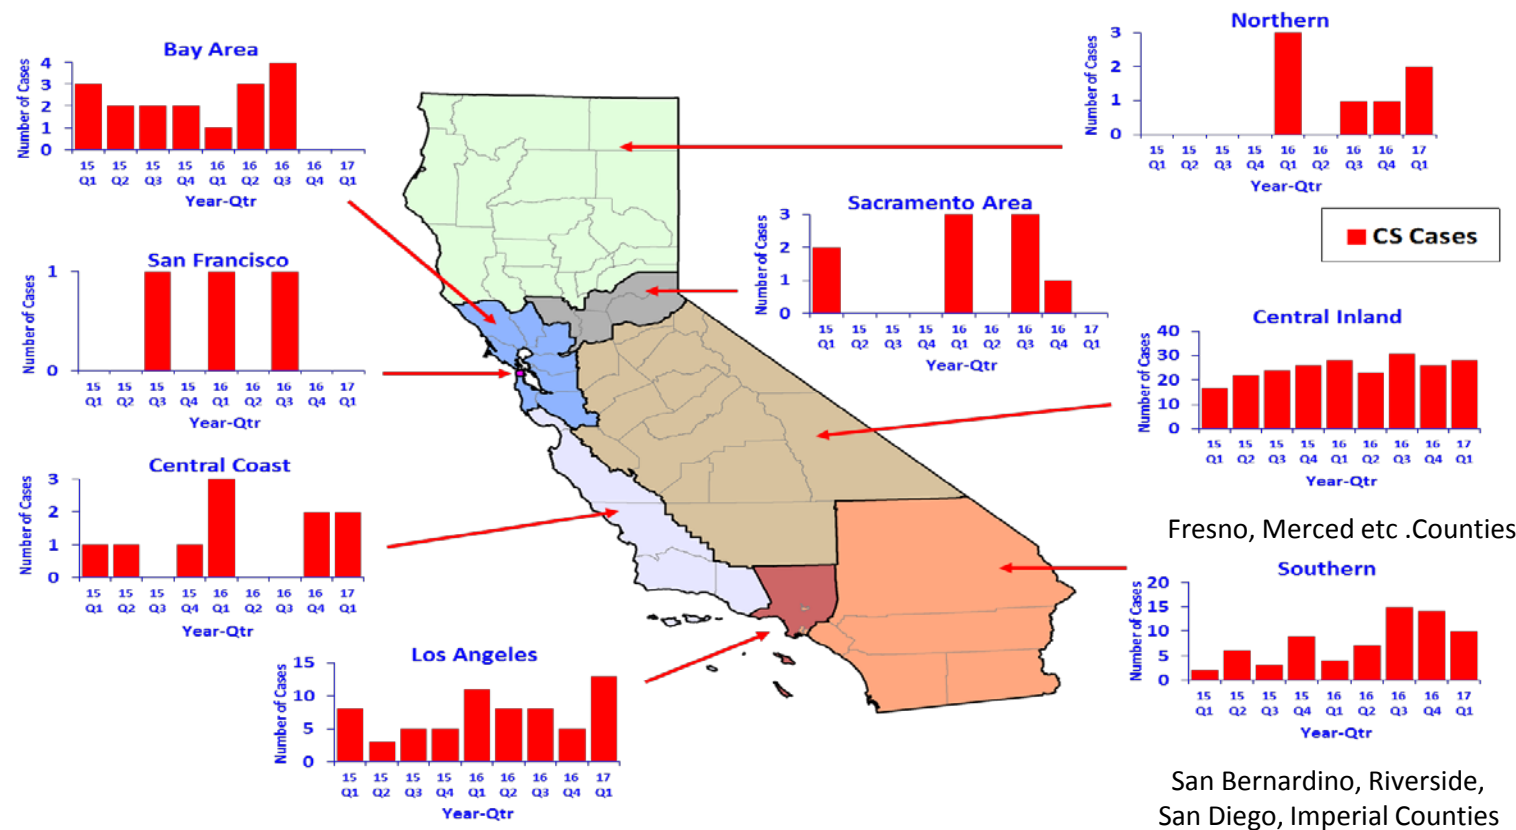 Bay Area
Number of Cases
4
3
2
1
0
15 15 15 15 16 16 16 16 17
Q1 Q2 Q3 Q4 Q1 Q2 Q3 Q4 Q1
Year-Qtr
Northern
Number of Cases
3
2
1
0
15 15 15 15 16 16 16 16 17
Q1 Q2 Q3 Q4 Q1 Q2 Q3 Q4 Q1
Year-Qtr
CS Cases
San Francisco
Number of Cases
1
0
15 15 15 15 16 16 16 16 17
Q1 Q2 Q3 Q4 Q1 Q2 Q3 Q4 Q1
Year-Qtr
Sacramento Area
Number of Cases
3
2
1
0
15 15 15 15 16 16 16 16 17
Q1 Q2 Q3 Q4 Q1 Q2 Q3 Q4 Q1
Year-Qtr
Central Inland
Number of Cases
40
30
20
10
0
15 15 15 15 16 16 16 16 17
Q1 Q2 Q3 Q4 Q1 Q2 Q3 Q4 Q1
Year-Qtr
Fresno, Merced etc .Counties
Central Coast
Number of Cases
3
2
1
0
15 15 15 15 16 16 16 16 17
Q1 Q2 Q3 Q4 Q1 Q2 Q3 Q4 Q1
Year-Qtr
Southern
Number of Cases
20
15
10
5
0
15 15 15 15 16 16 16 16 17
Q1 Q2 Q3 Q4 Q1 Q2 Q3 Q4 Q1
Year-Qtr
San Bernardino, Riverside,
San Diego, Imperial Counties
Los Angeles
Number of Cases
15
10
5
0
15 15 15 15 16 16 16 16 17
Q1 Q2 Q3 Q4 Q1 Q2 Q3 Q4 Q1
Year-Qtr